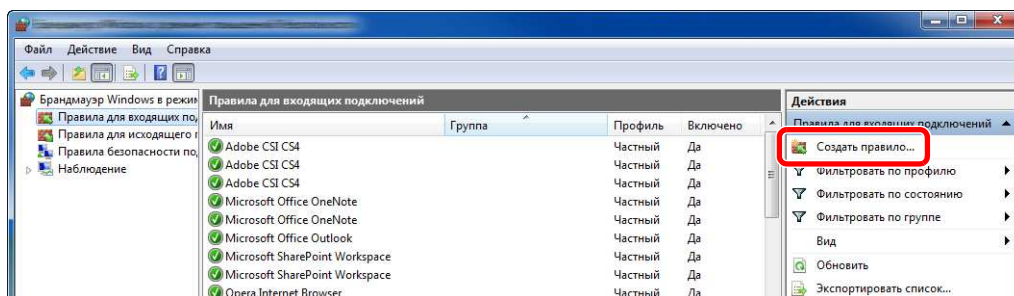 Файл Действие Вид Справка
Брандмауэр Windows в режим
Правила для входящих по
Правила для исходящего
Правила безопасности по
Наблюдение
Правила для входящих подключений
Имя Группа Профиль Включено
Adobe CSI CS4 Частный Да
Adobe CSI CS4 Частный Да
Adobe CSI CS4 Частный Да
Microsoft Office OneNote Частный Да
Microsoft Office OneNote Частный Да
Microsoft Office Outlook Частный Да
Microsoft SharePoint Workspace Частный Да
Microsoft SharePoint Workspace Частный Да
Opera Internet Browser Частный Да
Действия
Правила для входящих подключений
Создать правило...
Фильтровать по профилю
Фильтровать по состоянию
Фильтровать по группе
Вид
Обновить
Экспортировать список...